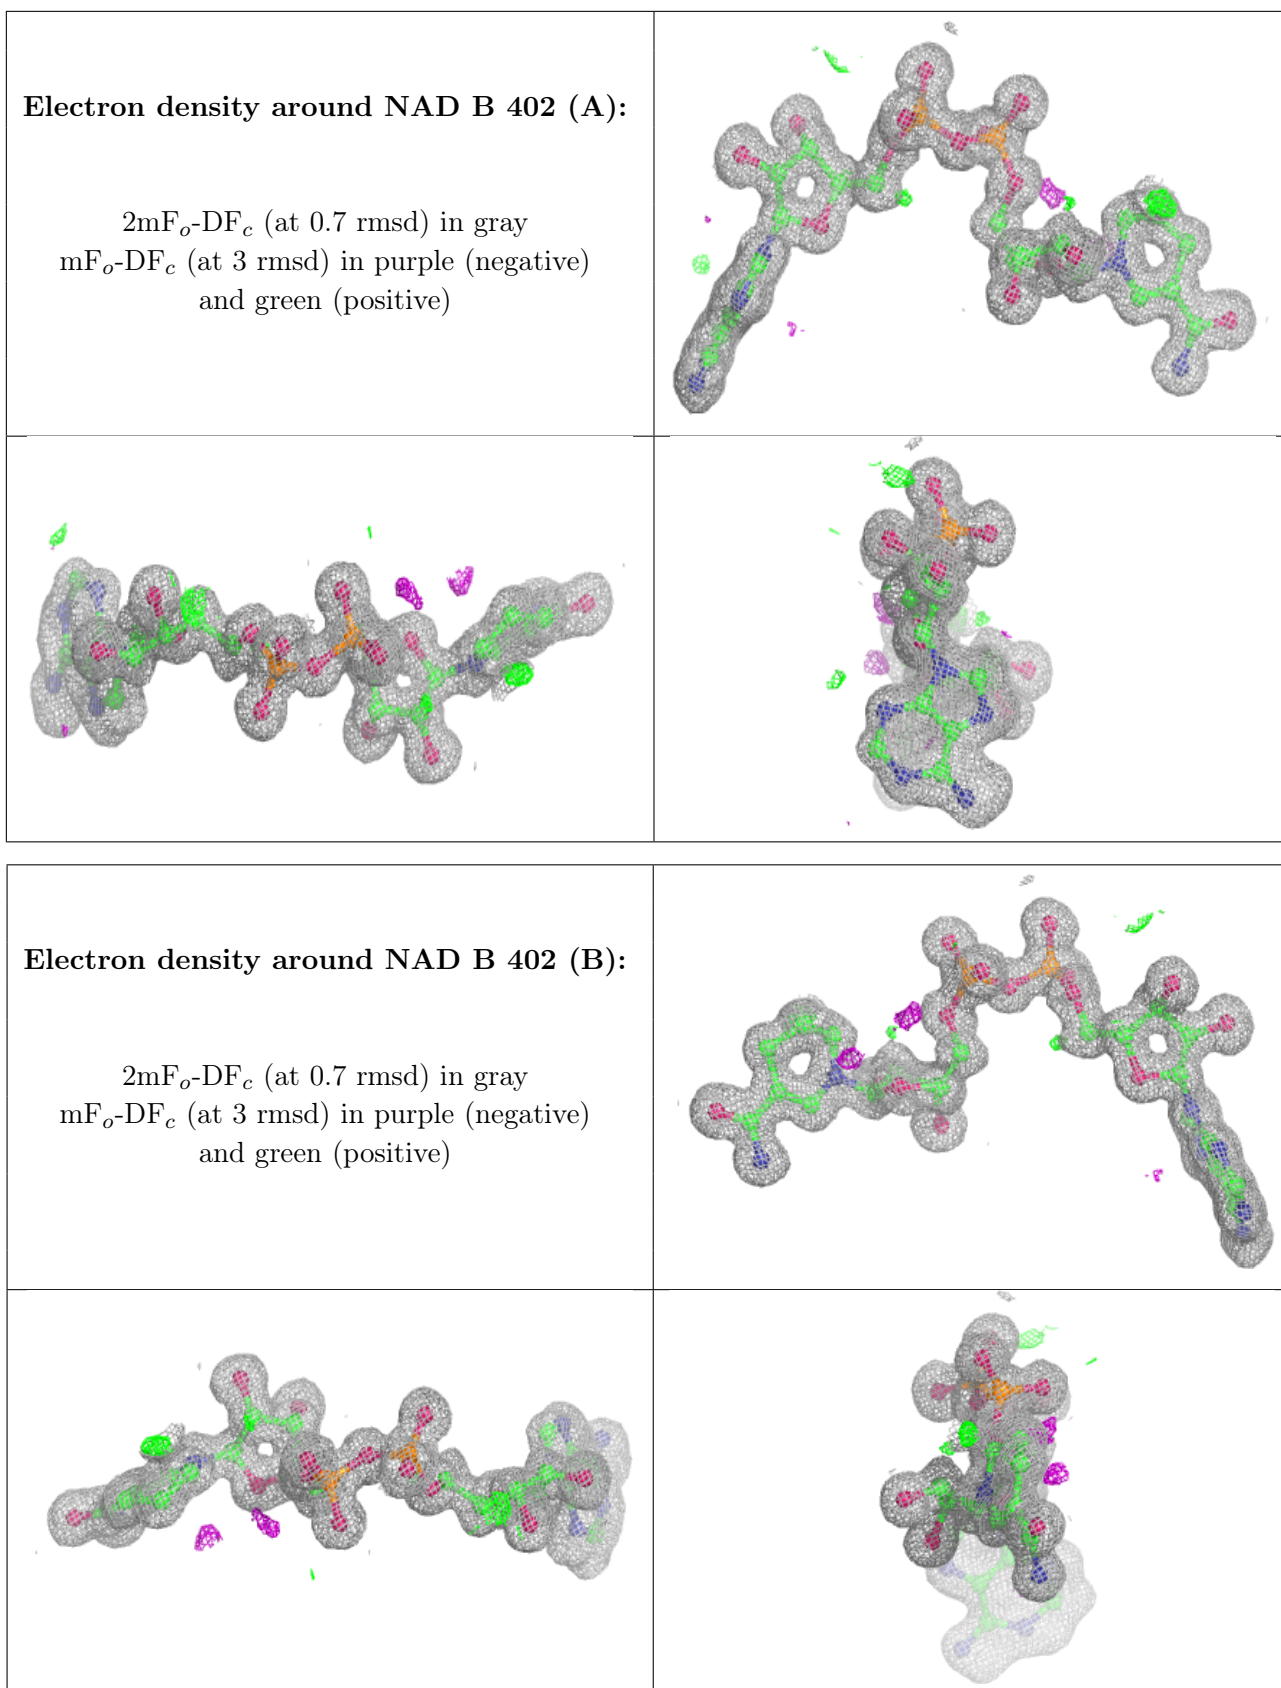 Electron density around NAD B 402 (A):
2mFo-DFc (at 0.7 rmsd) in gray
mFo-DFc (at 3 rmsd) in purple (negative)
and green (positive)
Electron density around NAD B 402 (B):
2mFo-DFc (at 0.7 rmsd) in gray
mFo-DFc (at 3 rmsd) in purple (negative)
and green (positive)